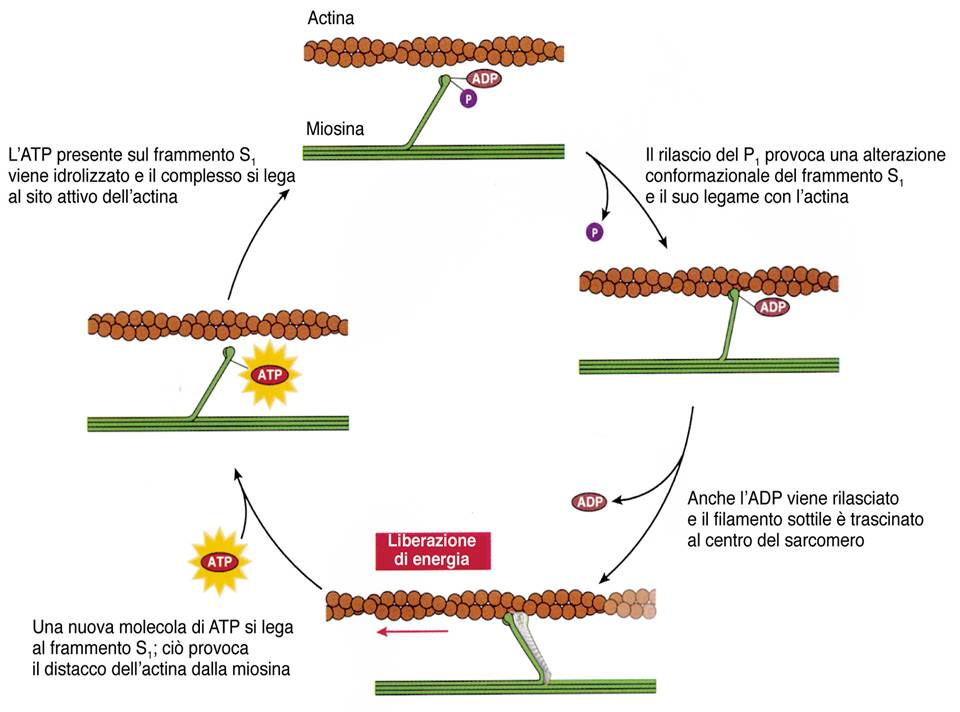 Actina
ADP
P
Miosina
L'ATP presente sul frammento S1
viene idrolizzato e il complesso si lega
al sito attivo dell'actina
Il rilascio del P1 provoca una alterazione
conformazionale del frammento S1
e il suo legame con l'actina
P
ADP
ATP
ADP
Anche l'ADP viene rilasciato
e il filamento sottile è trascinato
al centro del sarcomero
Liberazione
di energia
ATP
Una nuova molecola di ATP si lega
al frammento S1; ciò provoca
il distacco dell'actina dalla miosina